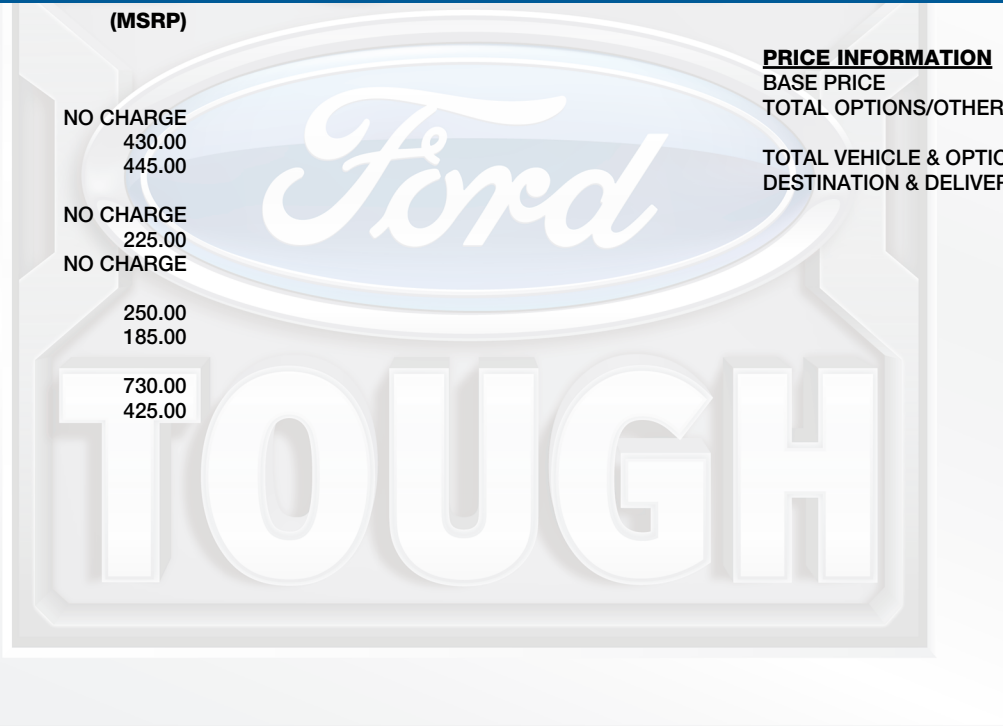 (MSRP)
NO CHARGE
430.00
445.00
NO CHARGE
225.00
NO CHARGE
250.00
185.00
730.00
425.00
PRICE INFORMATION
BASE PRICE
TOTAL OPTIONS/OTHER
TOTAL VEHICLE & OPTIO
DESTINATION & DELIVER
Ford
TOUGH